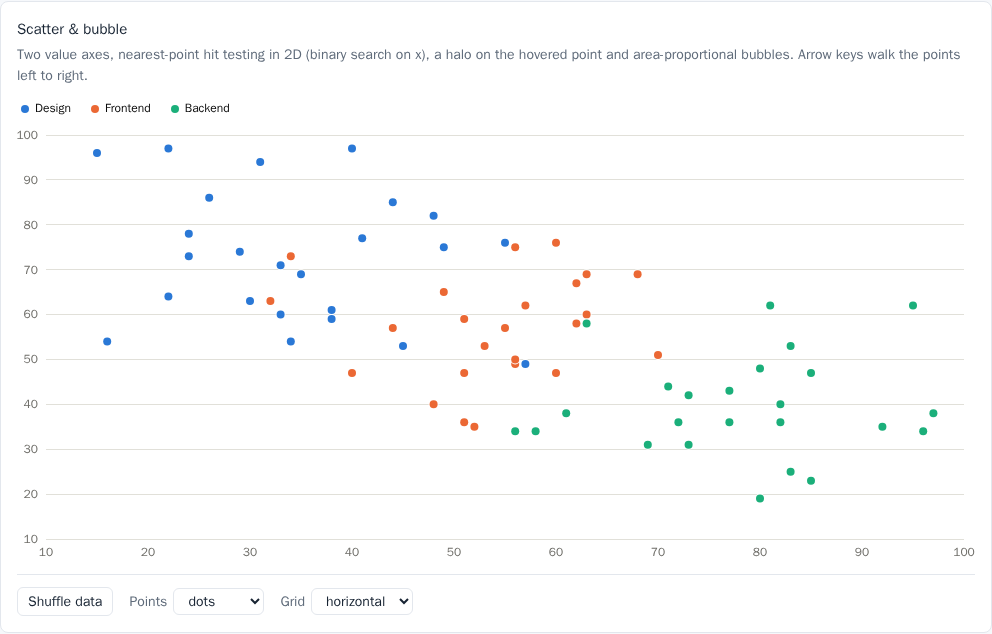 Scatter & bubble
Two value axes, nearest-point hit testing in 2D (binary search on x), a halo on the hovered point and area-proportional bubbles. Arrow keys walk the points
left to right.
Design Frontend Backend
100
90
80
70
60
50
40
30
20
10
10 20 30 40 50 60 70 80 90 100
Shuffle data Points dots Grid horizontal